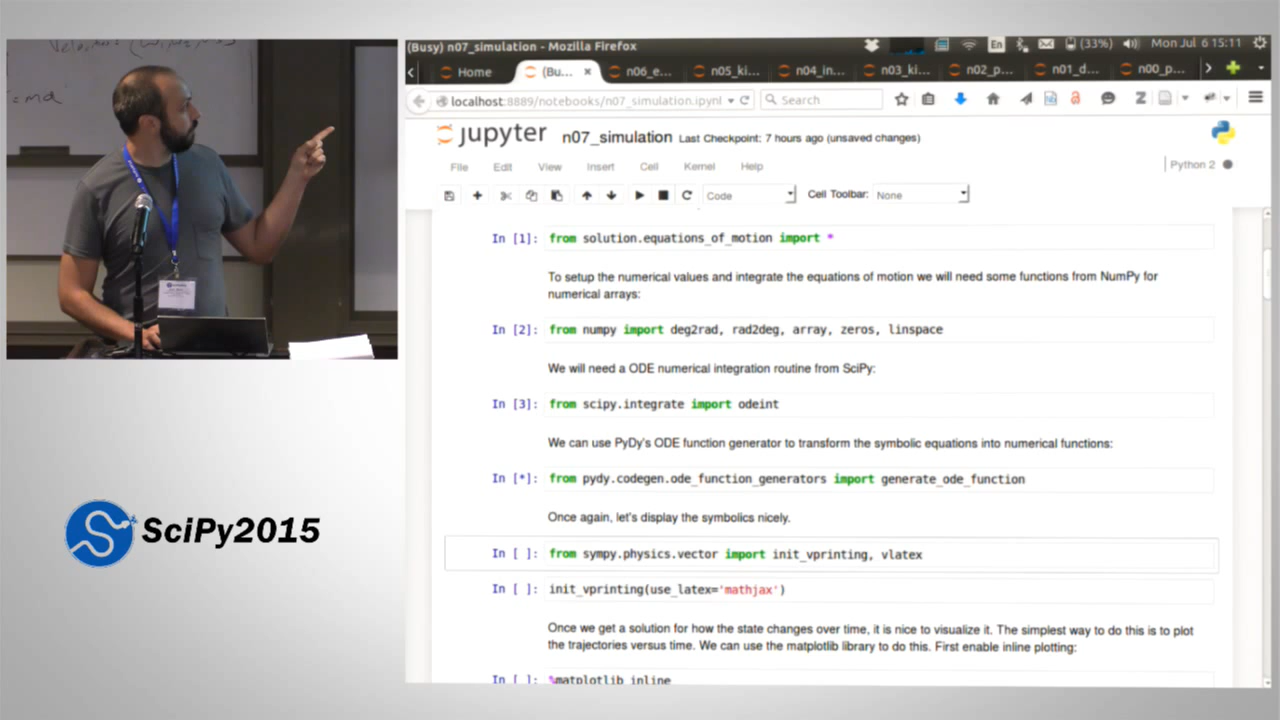 = ma
SciPy2015
(Busy) n07_simulation - Mozilla Firefox
En
(33%)
Mon Jul 6 15:11
Home
(Bu...
n06_e...
n05_ki...
n04_in...
n03_ki...
n02_p...
n01_d...
n00_p...
localhost:8889/notebooks/n07_simulation.ipynl
Search
jupyter n07_simulation Last Checkpoint: 7 hours ago (unsaved changes)
File Edit View Insert Cell Kernel Help
Python 2
Code
Cell Toolbar: None
In [1]: from solution.equations_of_motion import *
To setup the numerical values and integrate the equations of motion we will need some functions from NumPy for
numerical arrays:
In [2]: from numpy import deg2rad, rad2deg, array, zeros, linspace
We will need a ODE numerical integration routine from SciPy:
In [3]: from scipy.integrate import odeint
We can use PyDy's ODE function generator to transform the symbolic equations into numerical functions:
In [*]: from pydy.codegen.ode_function_generators import generate_ode_function
Once again, let's display the symbolics nicely.
In [ ]: from sympy.physics.vector import init_vprinting, vlatex
In [ ]: init_vprinting(use_latex='mathjax')
Once we get a solution for how the state changes over time, it is nice to visualize it. The simplest way to do this is to plot
the trajectories versus time. We can use the matplotlib library to do this. First enable inline plotting:
In [ ]: %matplotlib inline